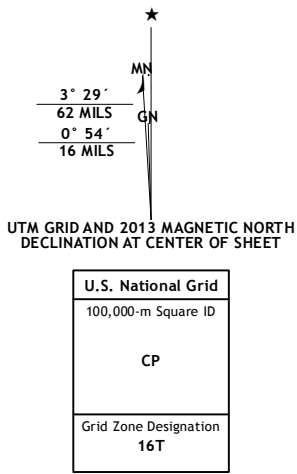 MN
3° 29´
62 MILS
GN
0° 54´
16 MILS
UTM GRID AND 2013 MAGNETIC NORTH
DECLINATION AT CENTER OF SHEET
U.S. National Grid
100,000-m Square ID
CP
Grid Zone Designation
16T